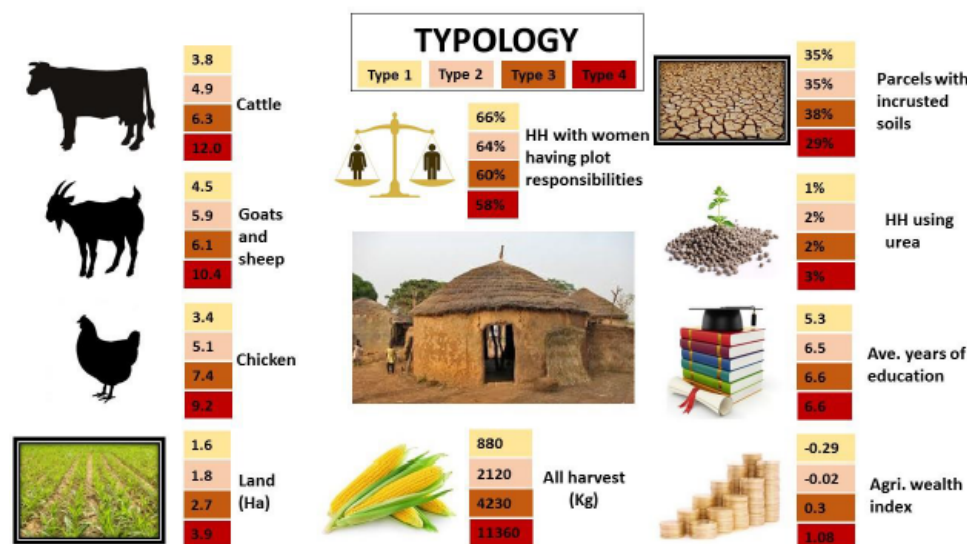 TYPOLOGY
Type 1 Type 2 Type 3 Type 4
3.8
4.9
6.3
12.0
Cattle
4.5
5.9
6.1
10.4
Goats
and
sheep
3.4
5.1
7.4
9.2
Chicken
1.6
1.8
2.7
3.9
Land
(Ha)
66%
64%
60%
58%
HH with women
having plot
responsibilities
880
2120
4230
11360
All harvest
(Kg)
35%
35%
38%
29%
Parcels with
incrusted
soils
1%
2%
2%
3%
HH using
urea
5.3
6.5
6.6
6.6
Ave. years of
education
-0.29
-0.02
0.3
1.08
Agri. wealth
index